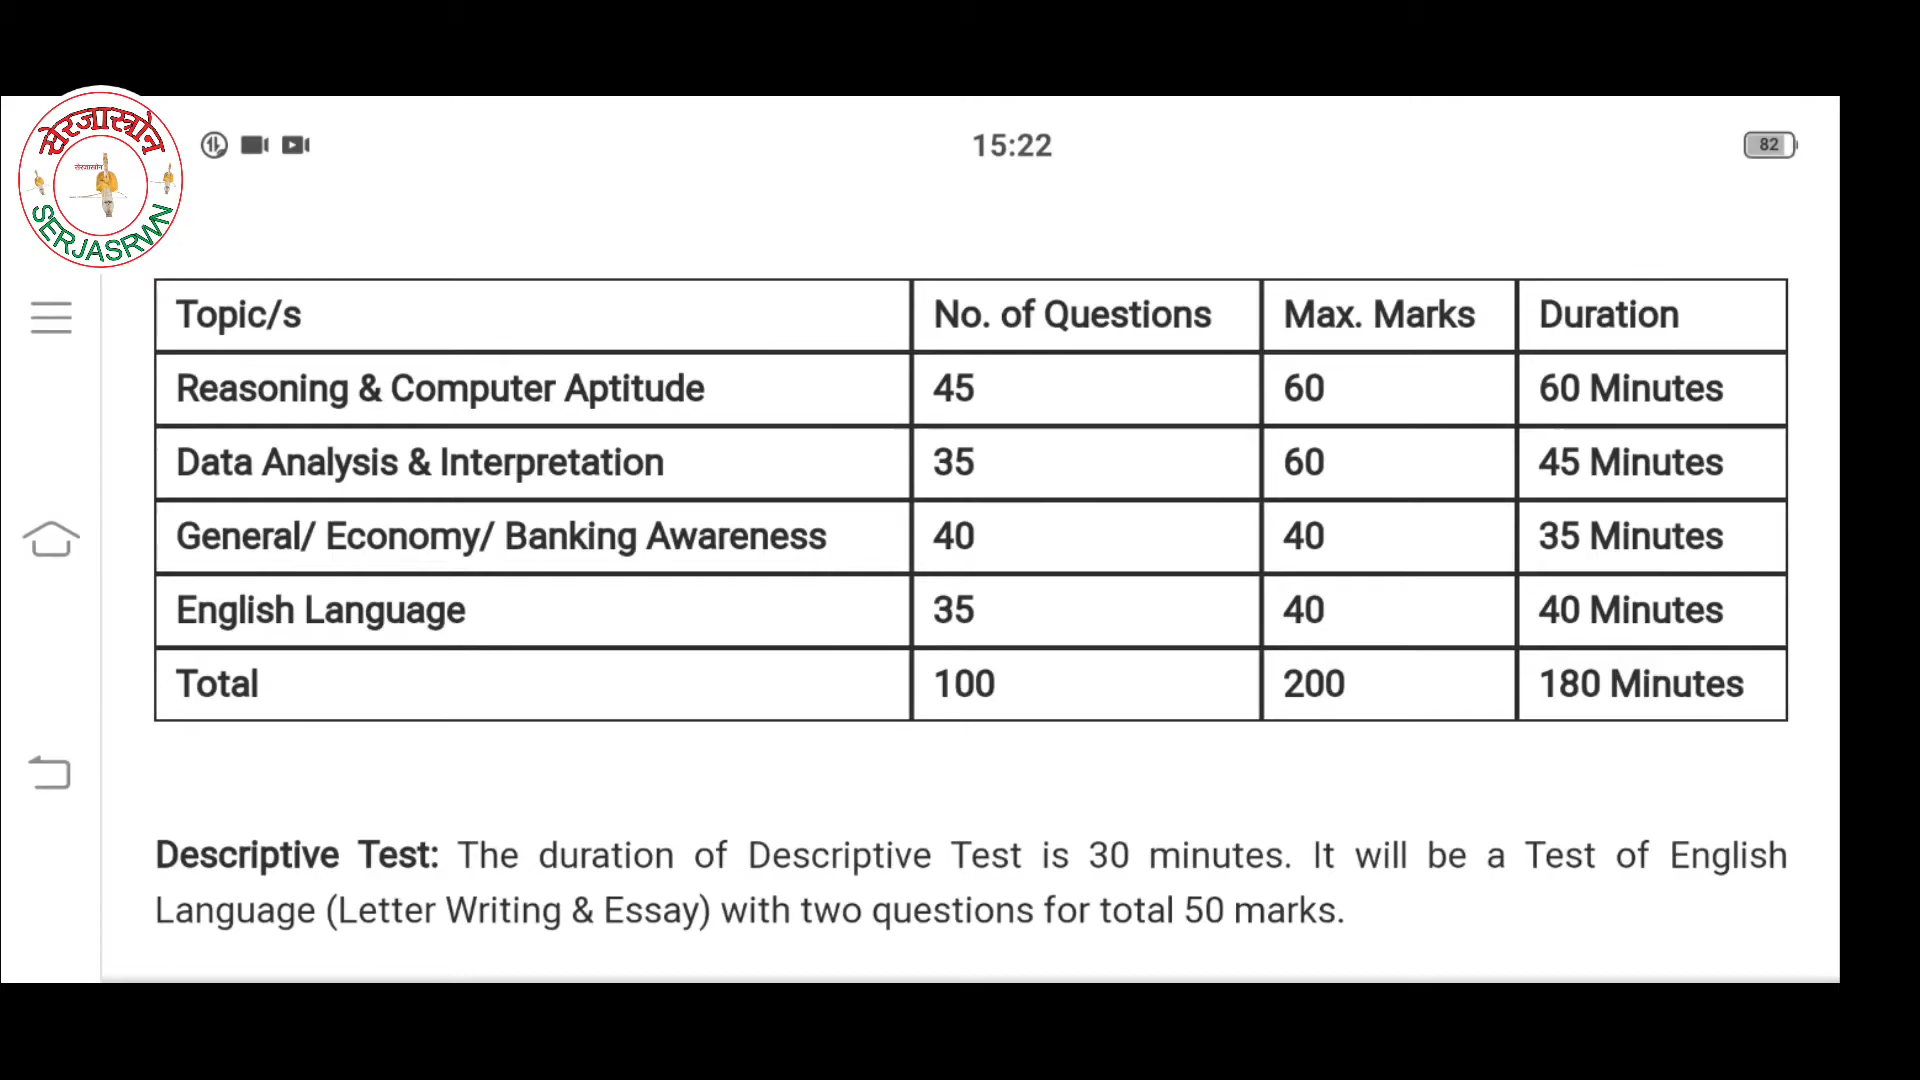 सेरजास्रोन
सेरजास्रोन
SERJASRWN
15:22
82
Topic/s No. of Questions Max. Marks Duration
Reasoning & Computer Aptitude 45 60 60 Minutes
Data Analysis & Interpretation 35 60 45 Minutes
General/ Economy/ Banking Awareness 40 40 35 Minutes
English Language 35 40 40 Minutes
Total 100 200 180 Minutes
Descriptive Test: The duration of Descriptive Test is 30 minutes. It will be a Test of English
Language (Letter Writing & Essay) with two questions for total 50 marks.